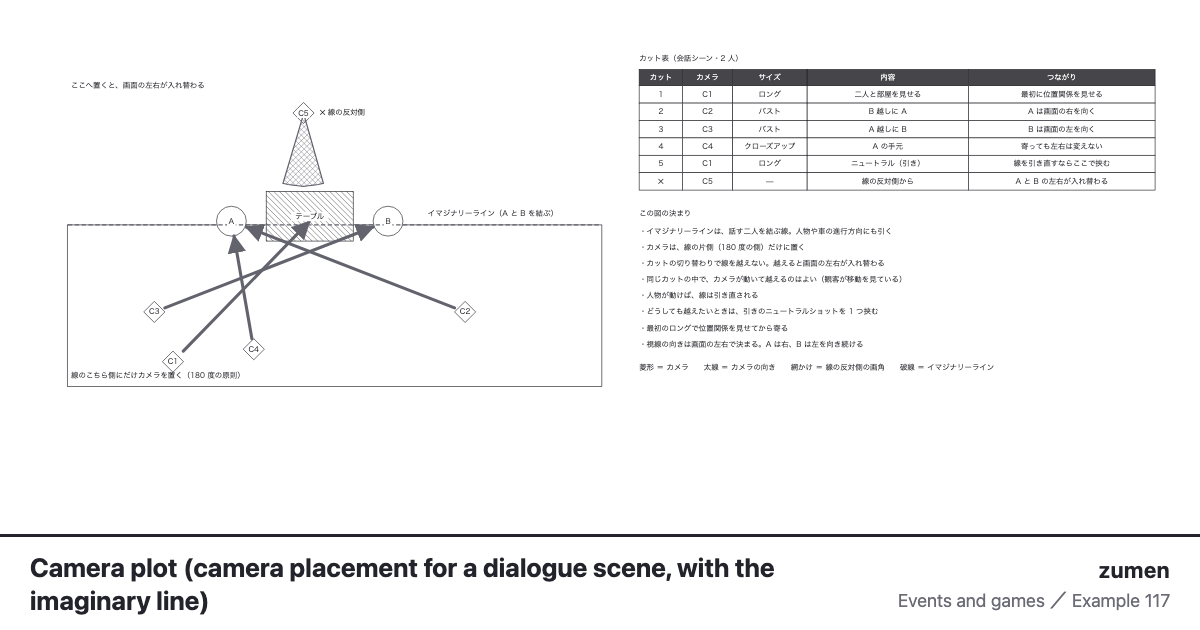 ここへ置くと、画面の左右が入れ替わる
C5 × 線の反対側
A
テーブル
B
イマジナリーライン（A と B を結ぶ）
C3
C2
C1
C4
線のこちら側にだけカメラを置く（180 度の原則）
カット表（会話シーン・2 人）
カット カメラ サイズ 内容 つながり
1 C1 ロング 二人と部屋を見せる 最初に位置関係を見せる
2 C2 バスト B 越しに A A は画面の右を向く
3 C3 バスト A 越しに B B は画面の左を向く
4 C4 クローズアップ A の手元 寄っても左右は変えない
5 C1 ロング ニュートラル（引き） 線を引き直すならここで挟む
× C5 — 線の反対側から A と B の左右が入れ替わる
この図の決まり
・イマジナリーラインは、話す二人を結ぶ線。人物や車の進行方向にも引く
・カメラは、線の片側（180 度の側）だけに置く
・カットの切り替わりで線を越えない。越えると画面の左右が入れ替わる
・同じカットの中で、カメラが動いて越えるのはよい（観客が移動を見ている）
・人物が動けば、線は引き直される
・どうしても越えたいときは、引きのニュートラルショットを 1 つ挟む
・最初のロングで位置関係を見せてから寄る
・視線の向きは画面の左右で決まる。A は右、B は左を向き続ける
菱形 ＝ カメラ 太線 ＝ カメラの向き 網かけ ＝ 線の反対側の画角 破線 ＝ イマジナリーライン
Camera plot (camera placement for a dialogue scene, with the
imaginary line)
zumen
Events and games ／ Example 117